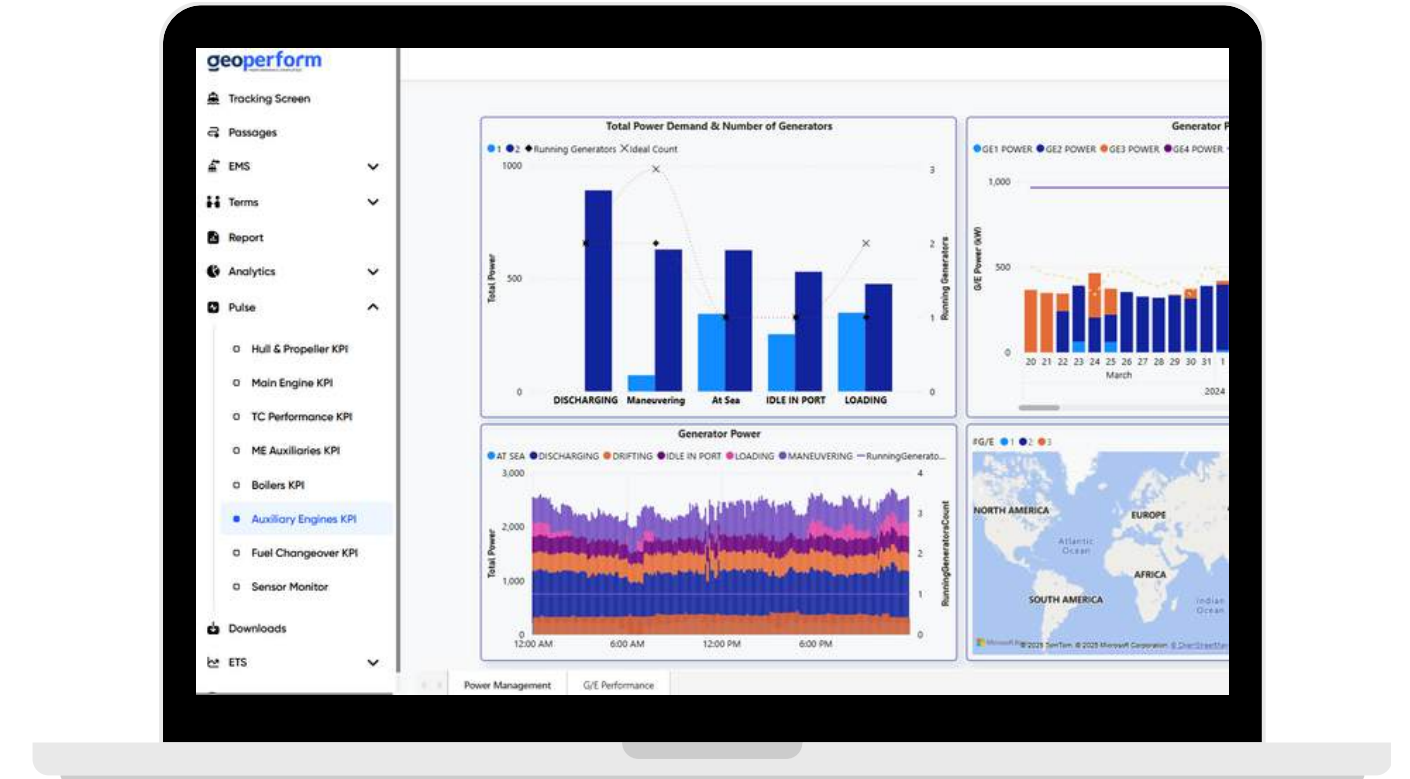 geoperform
Tracking Screen
Passages
EMS
Terms
Report
Analytics
Pulse
Hull & Propeller KPI
Main Engine KPI
TC Performance KPI
ME Auxiliaries KPI
Boilers KPI
Auxiliary Engines KPI
Fuel Changeover KPI
Sensor Monitor
Downloads
ETS
Total Power Demand & Number of Generators
1 2 Running Generators Ideal Count
1000
500
0
Total Power
3
2
1
0
Running Generators
DISCHARGING Maneuvering At Sea IDLE IN PORT LOADING
Generator P
GE1 POWER GE2 POWER GE3 POWER GE4 POWER
1,000
500
0
G/E Power (kW)
20 21 22 23 24 25 26 27 28 29 30 31 1
March
2024
Generator Power
AT SEA DISCHARGING DRIFTING IDLE IN PORT LOADING MANEUVERING RunningGenerato...
3,000
2,000
1,000
0
Total Power
4
3
2
1
0
RunningGeneratorsCount
12:00 AM 6:00 AM 12:00 PM 6:00 PM
#G/E 1 2 3
NORTH AMERICA
EUROPE
Atlantic
Ocean
AFRICA
SOUTH AMERICA
Indian
Ocean
Microsoft
© 2025 TomTom, © 2025 Microsoft Corporation, © OpenStreetMap
Power Management G/E Performance